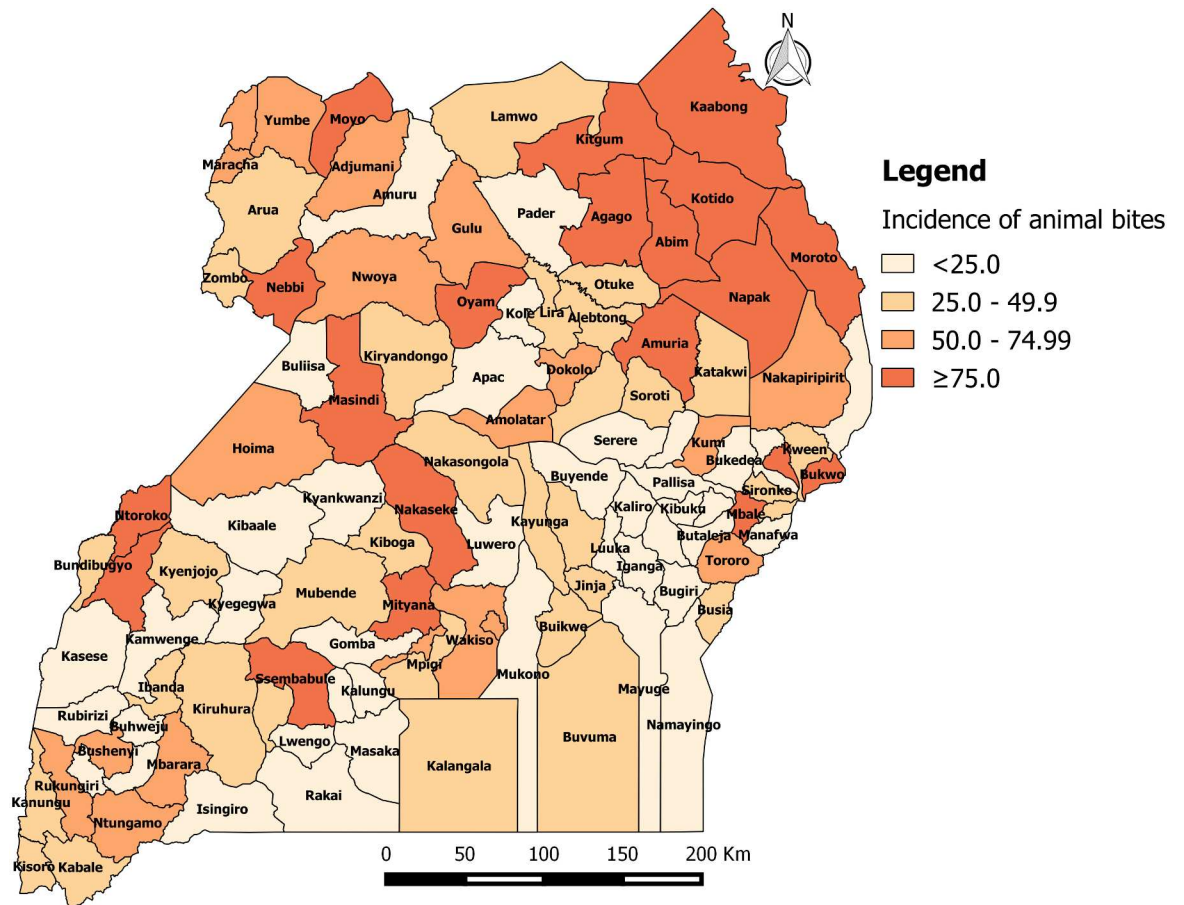 N
Kaabong
Lamwo
Moyo
Yumbe
Kitgum
Maracha
Adjumani
Amuru
Kotido
Arua
Pader
Agago
Gulu
Abim
Moroto
Zombo
Nebbi
Nwoya
Otuke
Napak
Oyam
Kole
Lira
Alebtong
Amuria
Kiryandongo
Buliisa
Apac
Dokolo
Katakwi
Nakapiripirit
Masindi
Soroti
Amolatar
Serere
Kumi
Hoima
Bukedea
Kween
Nakasongola
Buyende
Bukwo
Pallisa
Sironko
Kyankwanzi
Nakaseke
Ntoroko
Kibaale
Kayunga
Kaliro
Kibuku
Mbale
Kiboga
Luwero
Luuka
Butaleja
Manafwa
Bundibugyo
Kyenjojo
Iganga
Tororo
Mubende
Jinja
Bugiri
Kyegegwa
Mityana
Busia
Kamwenge
Gomba
Wakiso
Buikwe
Kasese
Mpigi
Mukono
Ssembabule
Ibanda
Kalungu
Mayuge
Kiruhura
Rubirizi
Buhweju
Namayingo
Lwengo
Masaka
Buvuma
Bushenyi
Mbarara
Kalangala
Rukungiri
Kanungu
Rakai
Isingiro
Ntungamo
Kisoro
Kabale
0 50 100 150 200 Km
Legend
Incidence of animal bites
<25.0
25.0 - 49.9
50.0 - 74.99
≥75.0